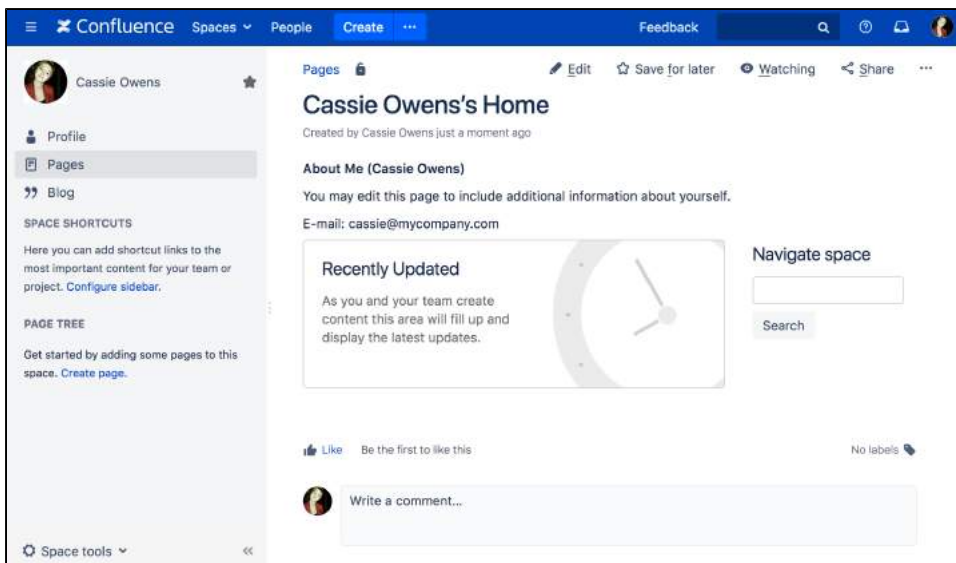 Confluence Spaces People Create ... Feedback
Cassie Owens
Profile
Pages
Blog
SPACE SHORTCUTS
Here you can add shortcut links to the
most important content for your team or
project. Configure sidebar.
PAGE TREE
Get started by adding some pages to this
space. Create page.
Space tools
Pages Edit Save for later Watching Share ...
Cassie Owens's Home
Created by Cassie Owens just a moment ago
About Me (Cassie Owens)
You may edit this page to include additional information about yourself.
E-mail: cassie@mycompany.com
Recently Updated
As you and your team create
content this area will fill up and
display the latest updates.
Navigate space
Search
Like Be the first to like this No labels
Write a comment...